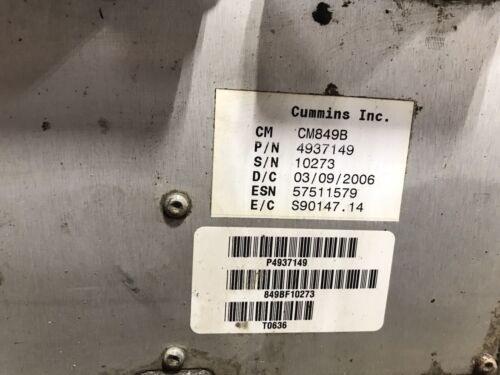 Cummins Inc.
CM CM849B
P/N 4937149
S/N 10273
D/C 03/09/2006
ESN 57511579
E/C S90147.14
P4937149
849BF10273
T0636